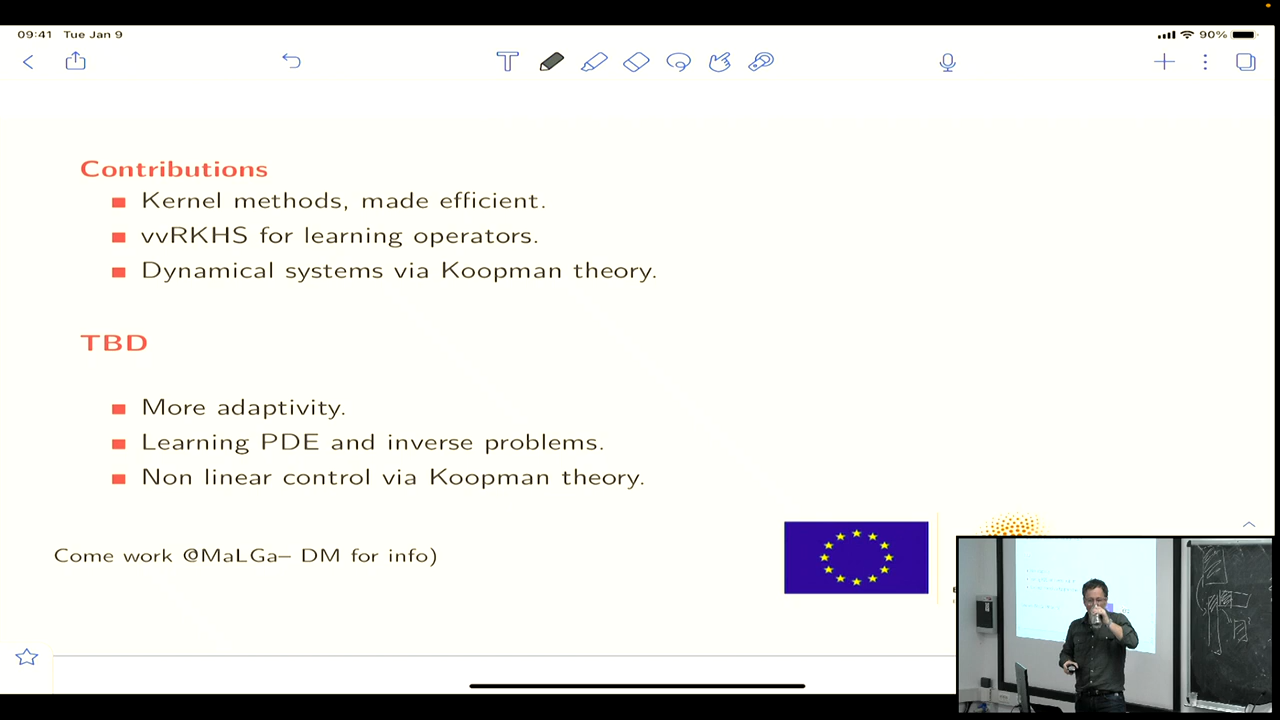 09:41 Tue Jan 9
90%
Contributions
Kernel methods, made efficient.
vvRKHS for learning operators.
Dynamical systems via Koopman theory.
TBD
More adaptivity.
Learning PDE and inverse problems.
Non linear control via Koopman theory.
Come work @MaLGa– DM for info)